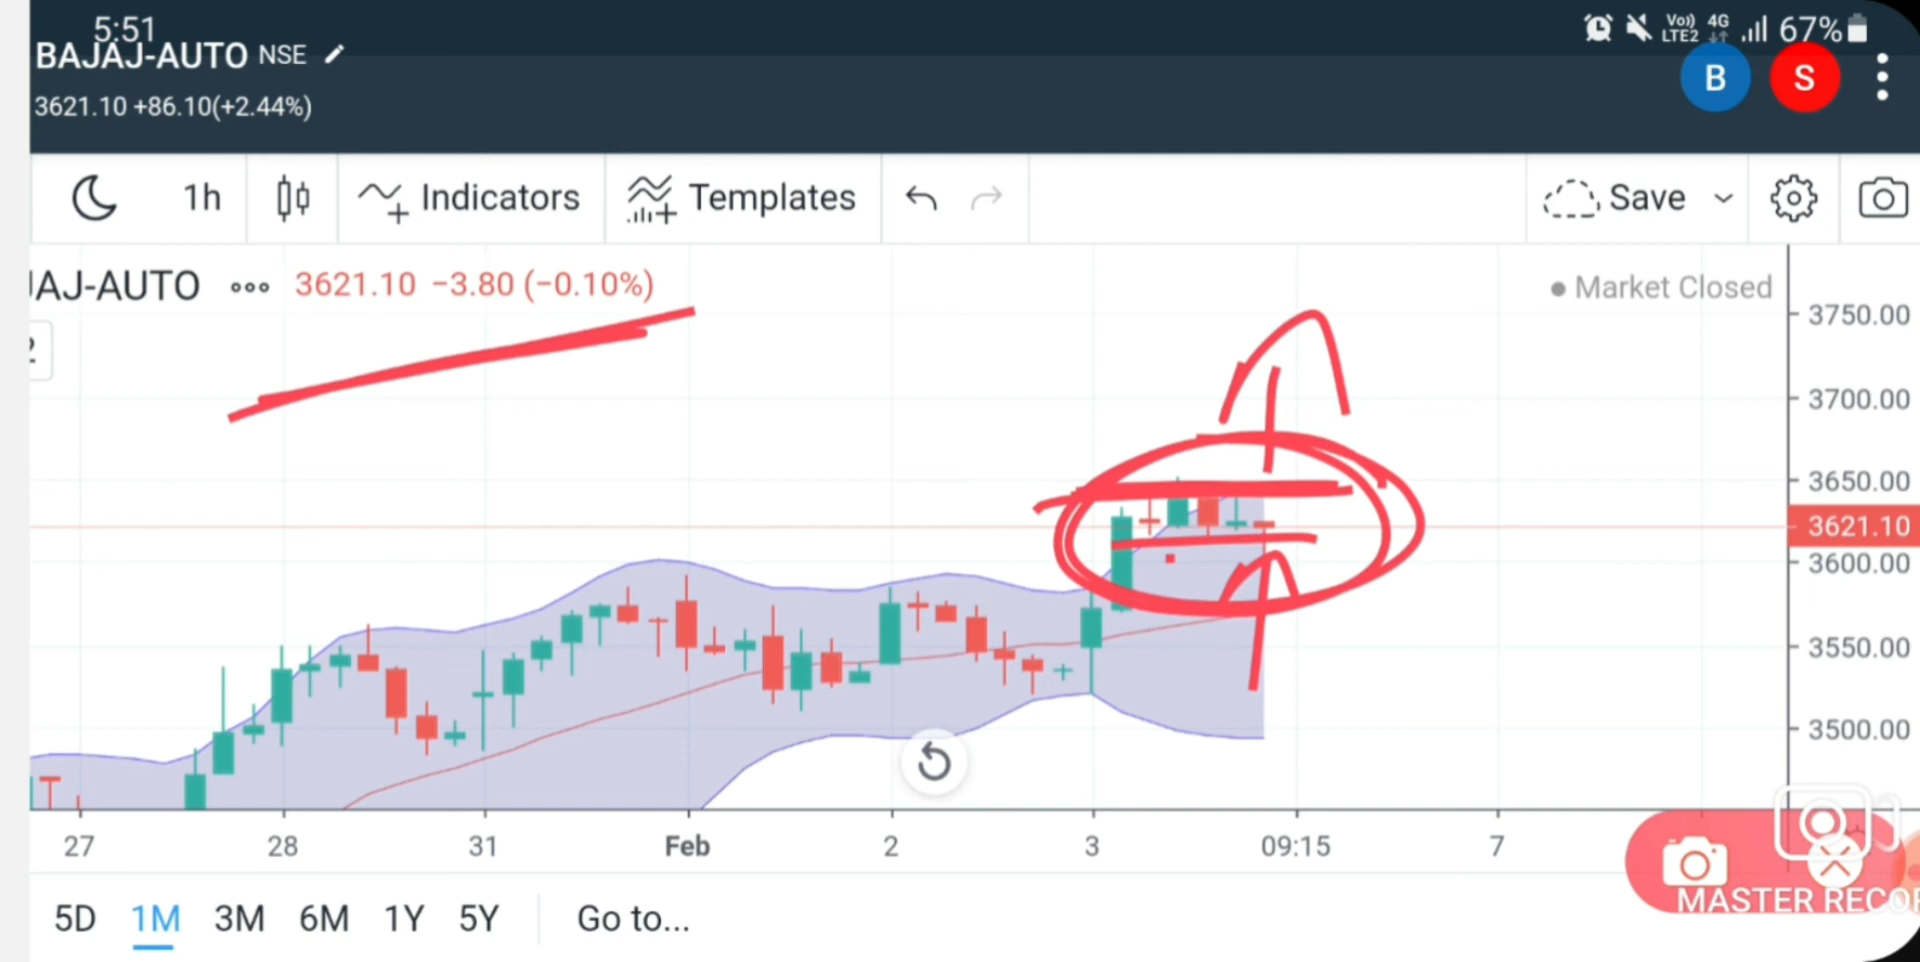 5:51
Vo)) 4G
LTE2 67%
BAJAJ-AUTO NSE
B S
3621.10 +86.10(+2.44%)
1h Indicators Templates Save
JAJ-AUTO 3621.10 −3.80 (−0.10%)
Market Closed
3750.00
3700.00
3650.00
3621.10
3600.00
3550.00
3500.00
27 28 31 Feb 2 3 09:15 7
MASTER RECOR
5D 1M 3M 6M 1Y 5Y Go to...